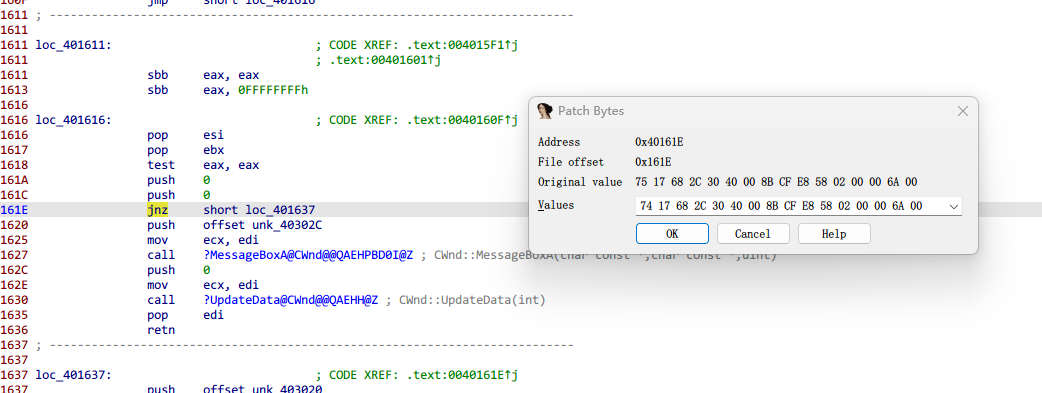 160F jmp short loc_401616
1611 ; ---------------------------------------------------------------------------
1611
1611 loc_401611: ; CODE XREF: .text:004015F1↑j
1611 ; .text:00401601↑j
1611 sbb eax, eax
1613 sbb eax, 0FFFFFFFFh
1616
1616 loc_401616: ; CODE XREF: .text:0040160F↑j
1616 pop esi
1617 pop ebx
1618 test eax, eax
161A push 0
161C push 0
161E jnz short loc_401637
1620 push offset unk_40302C
1625 mov ecx, edi
1627 call ?MessageBoxA@CWnd@@QAEHPBD0I@Z ; CWnd::MessageBoxA(char const *,char const *,uint)
162C push 0
162E mov ecx, edi
1630 call ?UpdateData@CWnd@@QAEHH@Z ; CWnd::UpdateData(int)
1635 pop edi
1636 retn
1637 ; ---------------------------------------------------------------------------
1637
1637 loc_401637: ; CODE XREF: .text:0040161E↑j
1637 push offset unk_403020
Patch Bytes
Address 0x40161E
File offset 0x161E
Original value 75 17 68 2C 30 40 00 8B CF E8 58 02 00 00 6A 00
Values 74 17 68 2C 30 40 00 8B CF E8 58 02 00 00 6A 00
OK Cancel Help